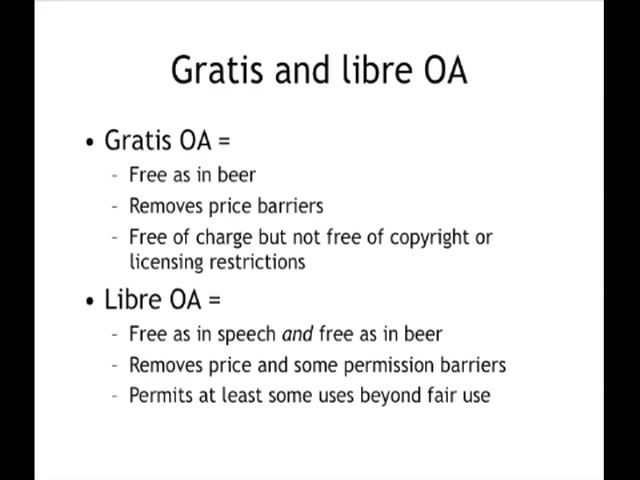 Gratis and libre OA
• Gratis OA =
- Free as in beer
- Removes price barriers
- Free of charge but not free of copyright or
licensing restrictions
• Libre OA =
- Free as in speech and free as in beer
- Removes price and some permission barriers
- Permits at least some uses beyond fair use